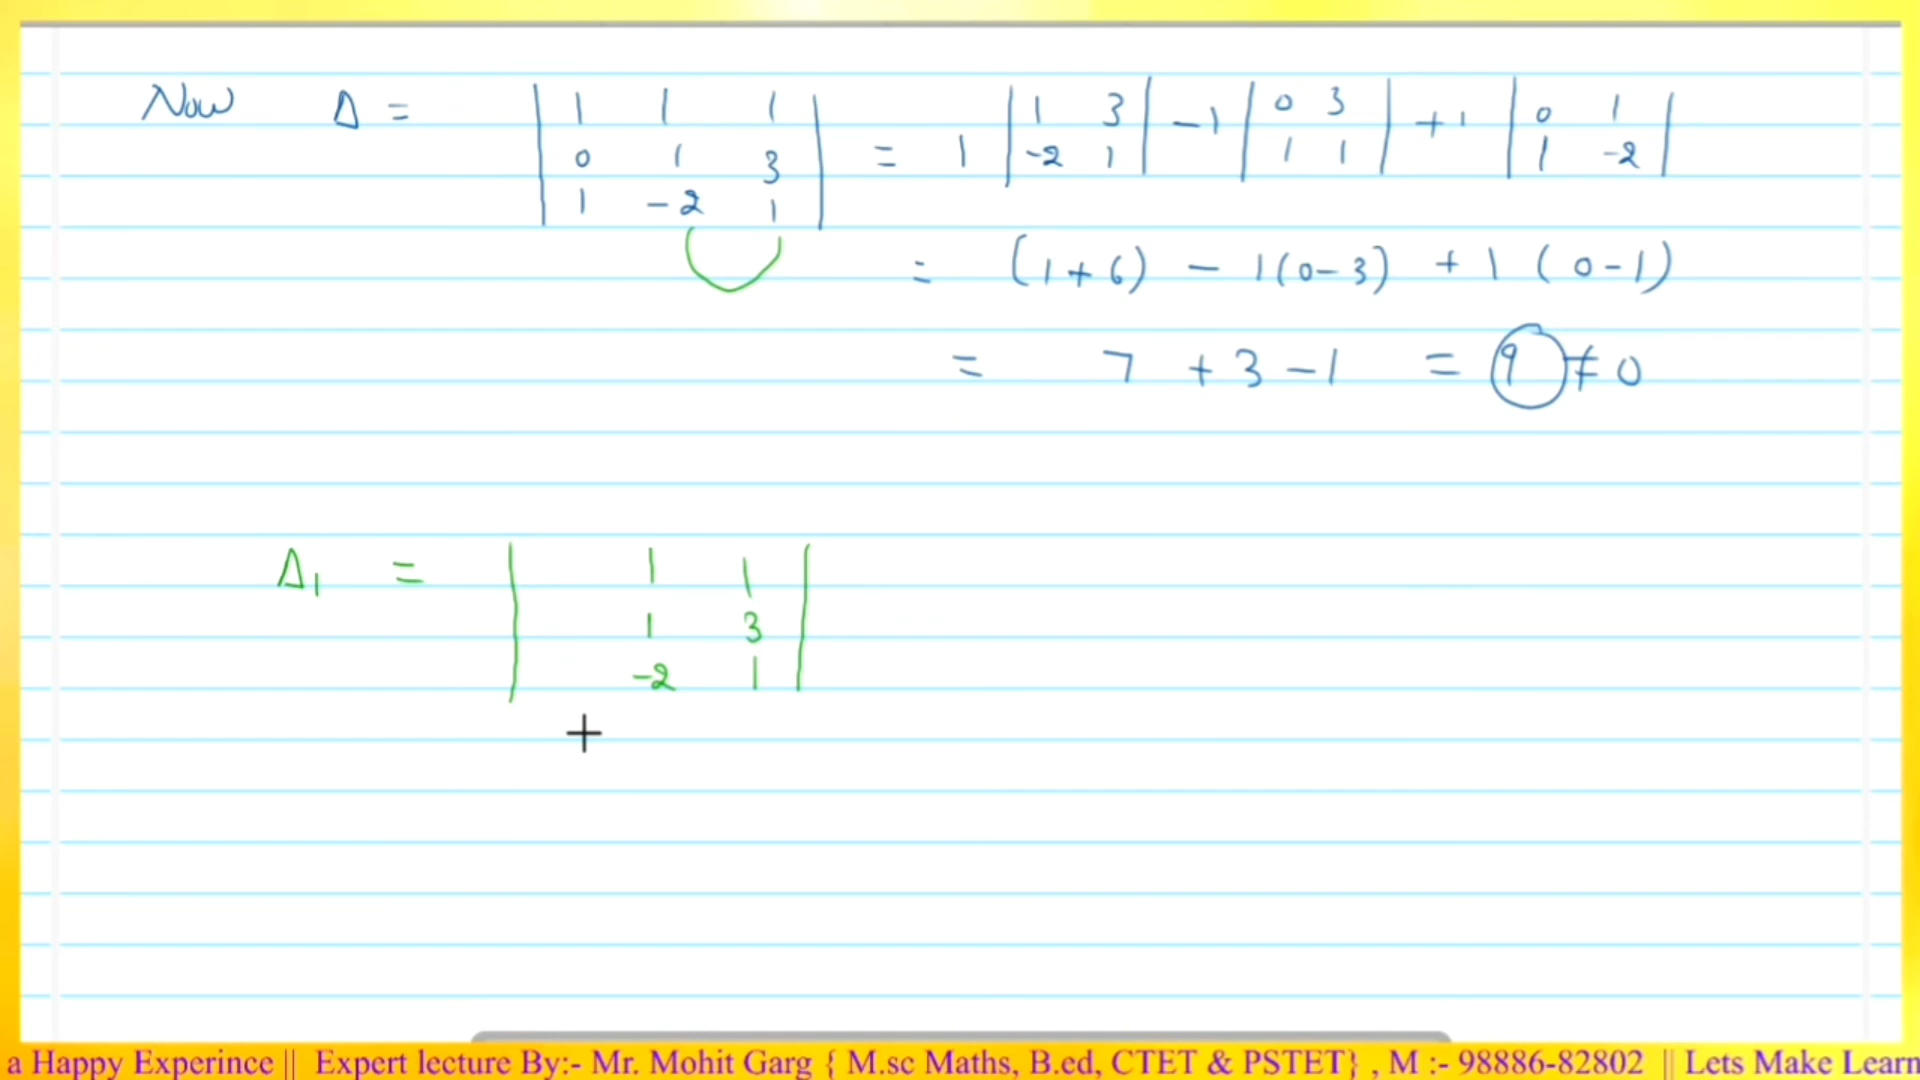 Now Δ = | 1 1 1 | = 1 | 1 3 | -1 | 0 3 | +1 | 0 1 |
| 0 1 3 | | -2 1 | | 1 1 | | 1 -2 |
| 1 -2 1 |
= (1+6) - 1(0-3) + 1 (0-1)
= 7 +3 -1 = 9 ≠ 0
Δ₁ = | 1 1 |
| 1 3 |
| -2 1 |
a Happy Experince || Expert lecture By:- Mr. Mohit Garg { M.sc Maths, B.ed, CTET & PSTET} , M :- 98886-82802 || Lets Make Learn